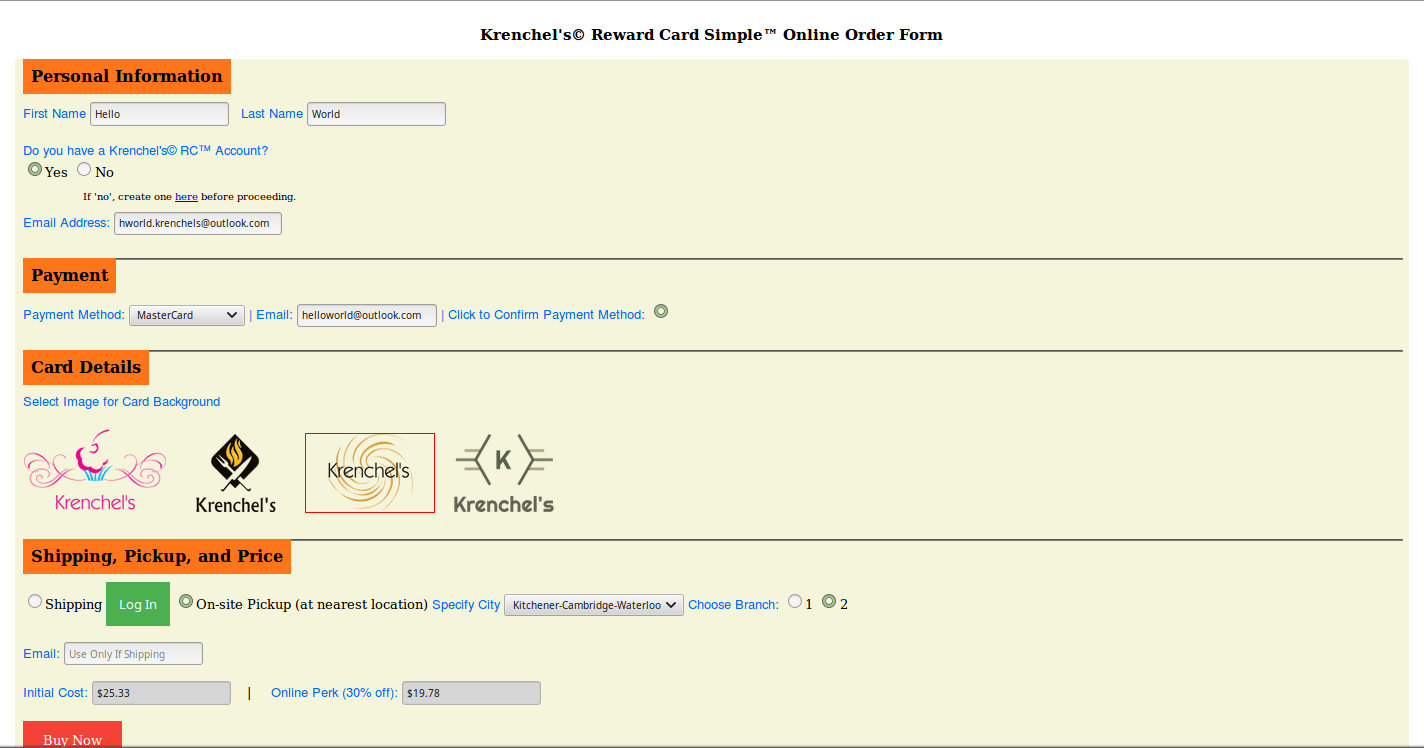 Krenchel's© Reward Card Simple™ Online Order Form
Personal Information
First Name Hello Last Name World
Do you have a Krenchel's© RC™ Account?
Yes No
If 'no', create one here before proceeding.
Email Address: hworld.krenchels@outlook.com
Payment
Payment Method: MasterCard | Email: helloworld@outlook.com | Click to Confirm Payment Method:
Card Details
Select Image for Card Background
Krenchel's Krenchel's Krenchel's K Krenchel's
Shipping, Pickup, and Price
Shipping Log In On-site Pickup (at nearest location) Specify City Kitchener-Cambridge-Waterloo Choose Branch: 1 2
Email: Use Only If Shipping
Initial Cost: $25.33 | Online Perk (30% off): $19.78
Buy Now